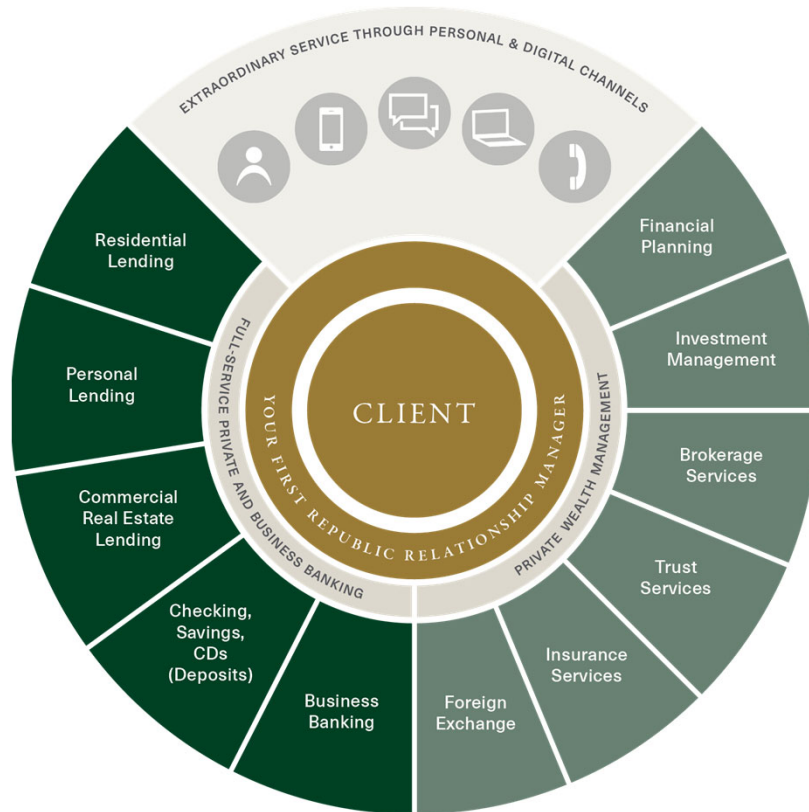 EXTRAORDINARY SERVICE THROUGH PERSONAL & DIGITAL CHANNELS
Residential
Lending
Personal
Lending
Commercial
Real Estate
Lending
Checking,
Savings,
CDs
(Deposits)
Business
Banking
FULL-SERVICE PRIVATE AND BUSINESS BANKING
CLIENT
YOUR FIRST REPUBLIC RELATIONSHIP MANAGER
PRIVATE WEALTH MANAGEMENT
Financial
Planning
Investment
Management
Brokerage
Services
Trust
Services
Insurance
Services
Foreign
Exchange